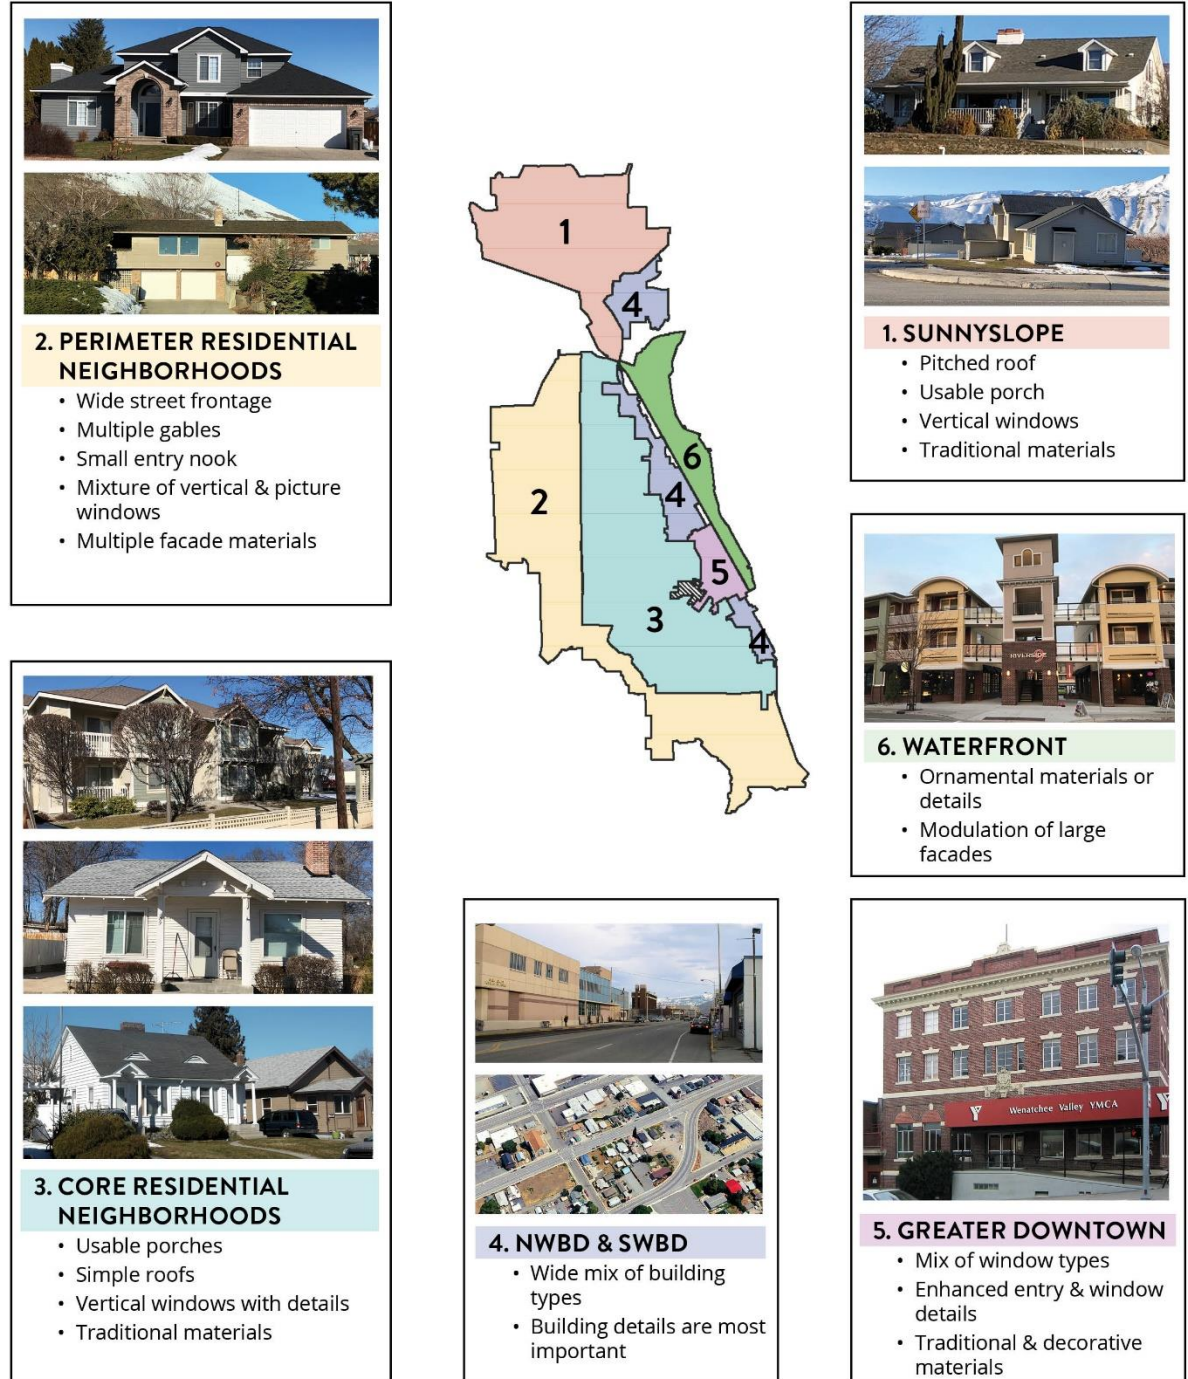 2. PERIMETER RESIDENTIAL
NEIGHBORHOODS
• Wide street frontage
• Multiple gables
• Small entry nook
• Mixture of vertical & picture
windows
• Multiple facade materials
1
4
6
2
4
5
3
4
1. SUNNYSLOPE
• Pitched roof
• Usable porch
• Vertical windows
• Traditional materials
RIVERSIDE
6. WATERFRONT
• Ornamental materials or
details
• Modulation of large
facades
3. CORE RESIDENTIAL
NEIGHBORHOODS
• Usable porches
• Simple roofs
• Vertical windows with details
• Traditional materials
4. NWBD & SWBD
• Wide mix of building
types
• Building details are most
important
Y Wenatchee Valley YMCA Y
5. GREATER DOWNTOWN
• Mix of window types
• Enhanced entry & window
details
• Traditional & decorative
materials